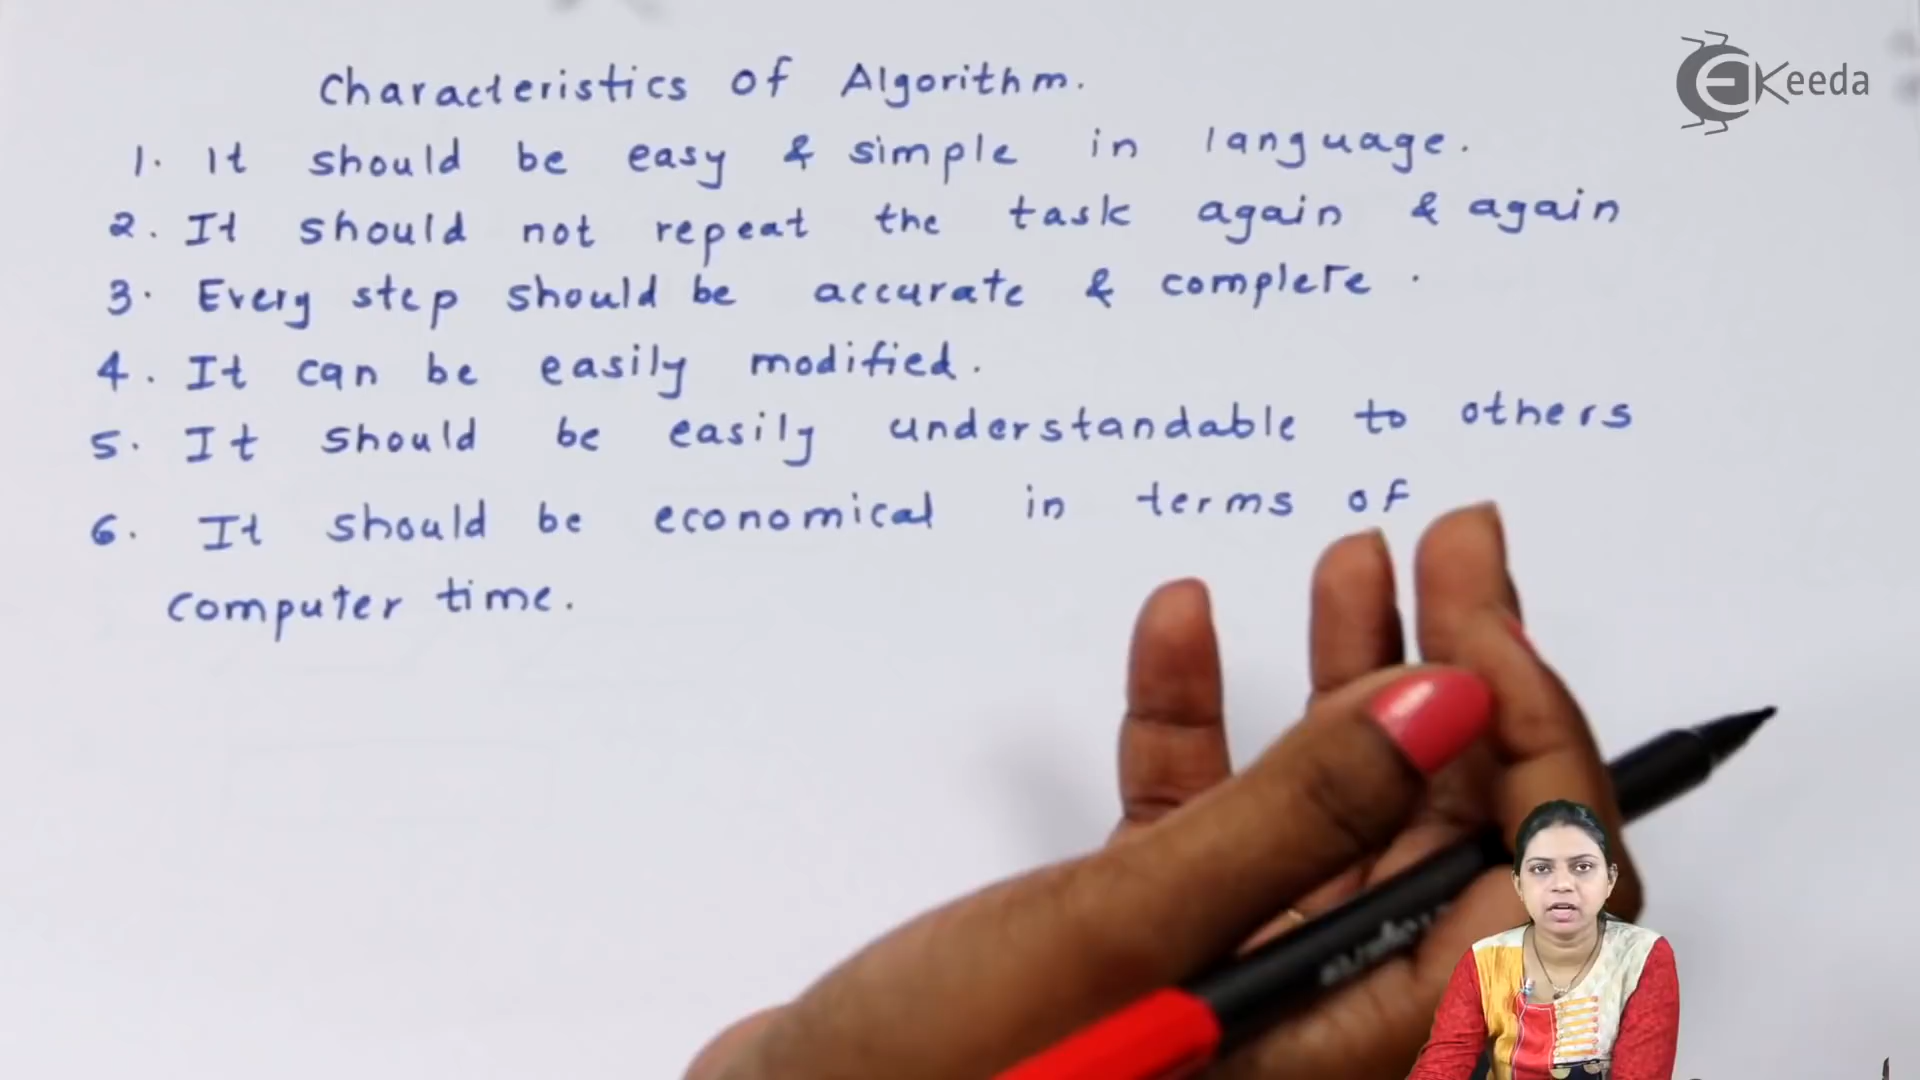 Characteristics of Algorithm.
1. It should be easy & simple in language.
2. It should not repeat the task again & again
3. Every step should be accurate & complete.
4. It can be easily modified.
5. It should be easily understandable to others
6. It should be economical in terms of
computer time.
EKeeda